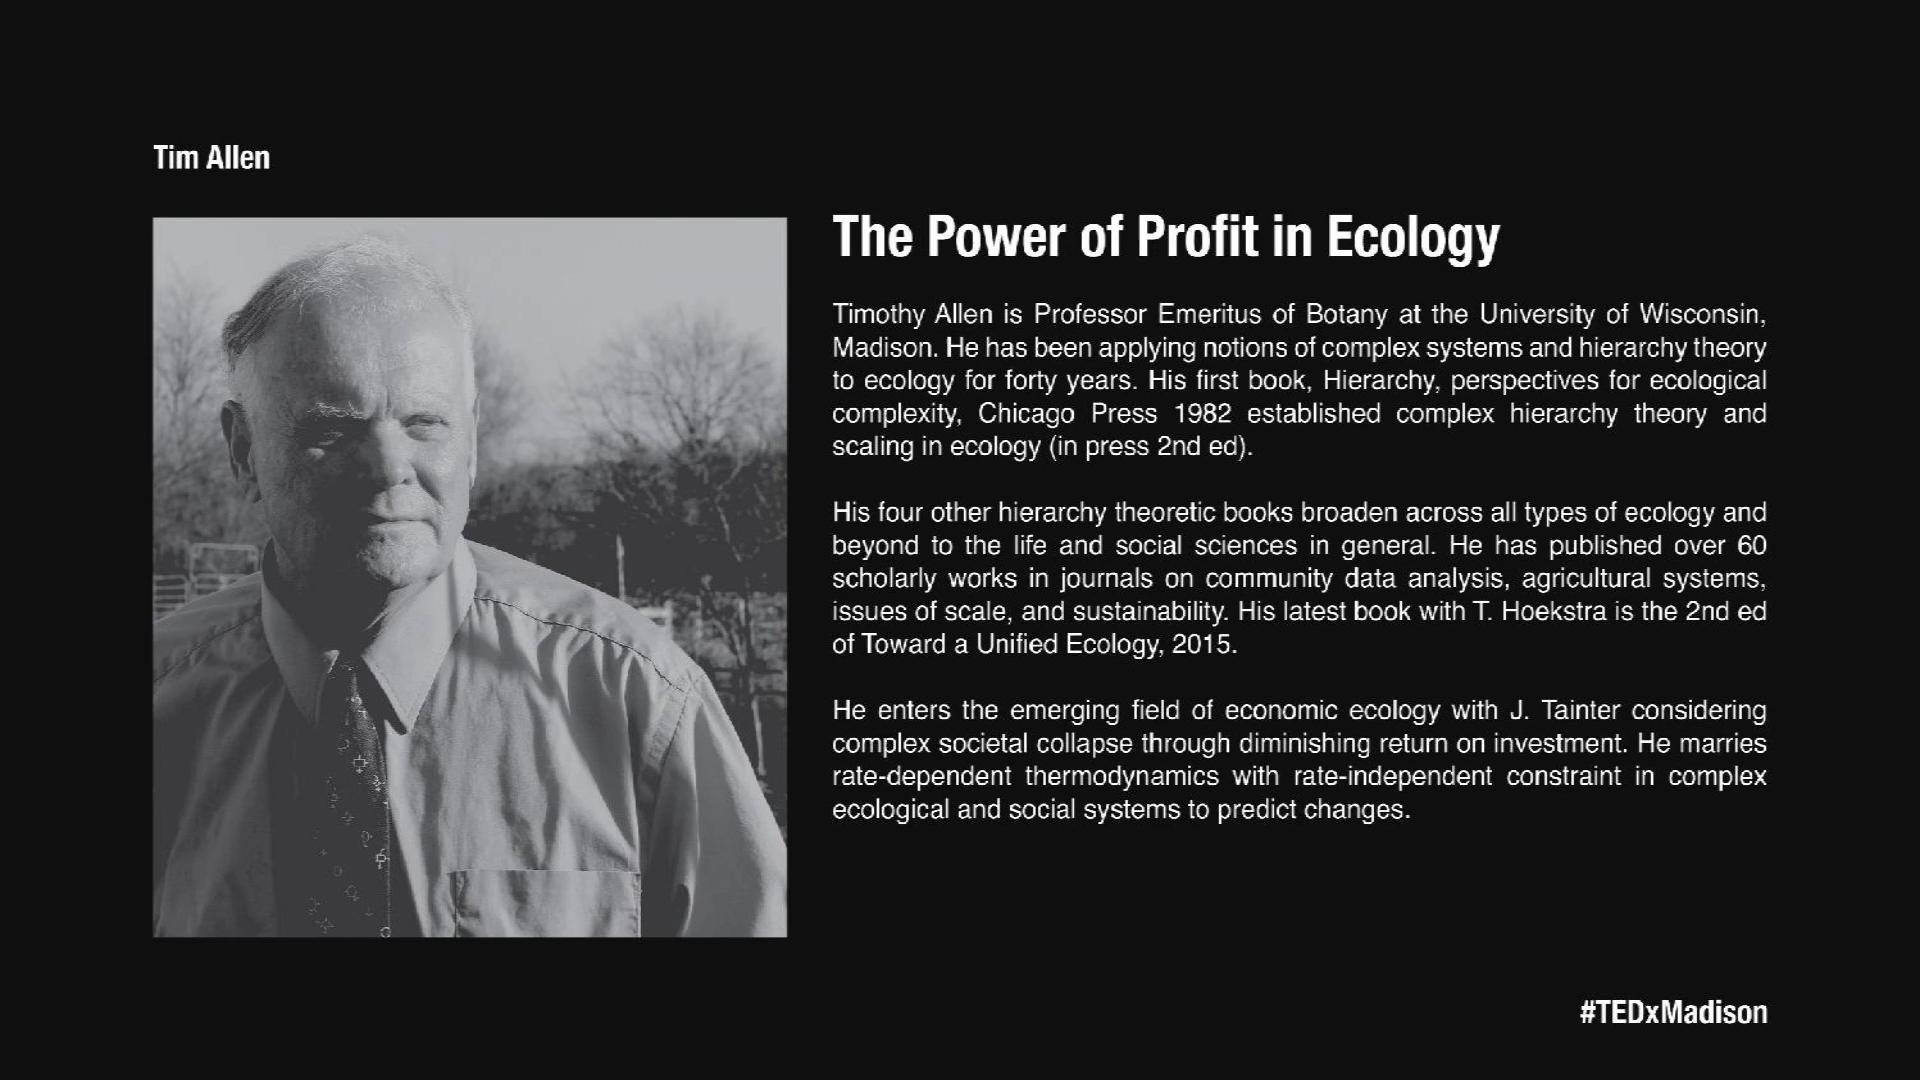 Tim Allen
The Power of Profit in Ecology
Timothy Allen is Professor Emeritus of Botany at the University of Wisconsin,
Madison. He has been applying notions of complex systems and hierarchy theory
to ecology for forty years. His first book, Hierarchy, perspectives for ecological
complexity, Chicago Press 1982 established complex hierarchy theory and
scaling in ecology (in press 2nd ed).
His four other hierarchy theoretic books broaden across all types of ecology and
beyond to the life and social sciences in general. He has published over 60
scholarly works in journals on community data analysis, agricultural systems,
issues of scale, and sustainability. His latest book with T. Hoekstra is the 2nd ed
of Toward a Unified Ecology, 2015.
He enters the emerging field of economic ecology with J. Tainter considering
complex societal collapse through diminishing return on investment. He marries
rate-dependent thermodynamics with rate-independent constraint in complex
ecological and social systems to predict changes.
#TEDxMadison